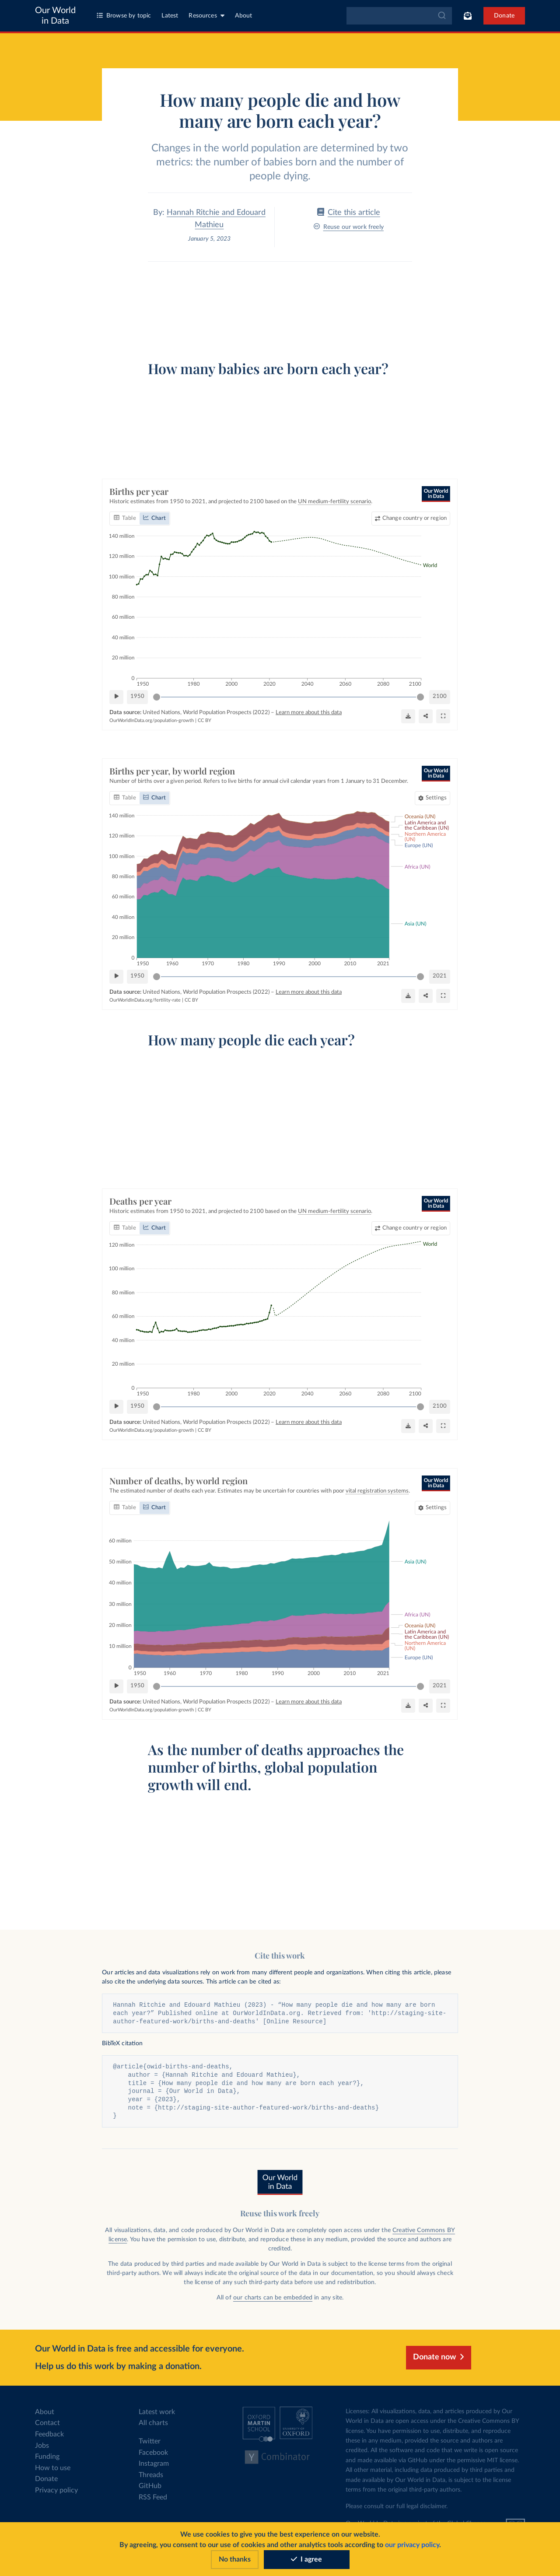 Our World
in Data
Browse by topic
Latest
Resources
About
Donate
How many people die and how
many are born each year?
Changes in the world population are determined by two
metrics: the number of babies born and the number of
people dying.
By: Hannah Ritchie and Edouard
Mathieu
January 5, 2023
Cite this article
Reuse our work freely
How many babies are born each year?
Births per year
Historic estimates from 1950 to 2021, and projected to 2100 based on the UN medium-fertility scenario.
Our World
in Data
Table
Chart
Change country or region
140 million
120 million
100 million
80 million
60 million
40 million
20 million
0
World
1950 1980 2000 2020 2040 2060 2080 2100
1950
2100
Data source: United Nations, World Population Prospects (2022) – Learn more about this data
OurWorldInData.org/population-growth | CC BY
Births per year, by world region
Number of births over a given period. Refers to live births for annual civil calendar years from 1 January to 31 December.
Our World
in Data
Table
Chart
Settings
140 million
120 million
100 million
80 million
60 million
40 million
20 million
0
Oceania (UN)
Latin America and
the Caribbean (UN)
Northern America
(UN)
Europe (UN)
Africa (UN)
Asia (UN)
1950 1960 1970 1980 1990 2000 2010 2021
1950
2021
Data source: United Nations, World Population Prospects (2022) – Learn more about this data
OurWorldInData.org/fertility-rate | CC BY
How many people die each year?
Deaths per year
Historic estimates from 1950 to 2021, and projected to 2100 based on the UN medium-fertility scenario.
Our World
in Data
Table
Chart
Change country or region
120 million
100 million
80 million
60 million
40 million
20 million
0
World
1950 1980 2000 2020 2040 2060 2080 2100
1950
2100
Data source: United Nations, World Population Prospects (2022) – Learn more about this data
OurWorldInData.org/population-growth | CC BY
Number of deaths, by world region
The estimated number of deaths each year. Estimates may be uncertain for countries with poor vital registration systems.
Our World
in Data
Table
Chart
Settings
60 million
50 million
40 million
30 million
20 million
10 million
0
Asia (UN)
Africa (UN)
Oceania (UN)
Latin America and
the Caribbean (UN)
Northern America
(UN)
Europe (UN)
1950 1960 1970 1980 1990 2000 2010 2021
1950
2021
Data source: United Nations, World Population Prospects (2022) – Learn more about this data
OurWorldInData.org/population-growth | CC BY
As the number of deaths approaches the
number of births, global population
growth will end.
Cite this work
Our articles and data visualizations rely on work from many different people and organizations. When citing this article, please
also cite the underlying data sources. This article can be cited as:
Hannah Ritchie and Edouard Mathieu (2023) - "How many people die and how many are born
each year?" Published online at OurWorldInData.org. Retrieved from: 'http://staging-site-
author-featured-work/births-and-deaths' [Online Resource]
BibTeX citation
@article{owid-births-and-deaths,
author = {Hannah Ritchie and Edouard Mathieu},
title = {How many people die and how many are born each year?},
journal = {Our World in Data},
year = {2023},
note = {http://staging-site-author-featured-work/births-and-deaths}
}
Our World
in Data
Reuse this work freely
All visualizations, data, and code produced by Our World in Data are completely open access under the Creative Commons BY
license. You have the permission to use, distribute, and reproduce these in any medium, provided the source and authors are
credited.
The data produced by third parties and made available by Our World in Data is subject to the license terms from the original
third-party authors. We will always indicate the original source of the data in our documentation, so you should always check
the license of any such third-party data before use and redistribution.
All of our charts can be embedded in any site.
Our World in Data is free and accessible for everyone.
Help us do this work by making a donation.
Donate now
About
Contact
Feedback
Jobs
Funding
How to use
Donate
Privacy policy
Latest work
All charts
Twitter
Facebook
Instagram
Threads
GitHub
RSS Feed
OXFORD
MARTIN
SCHOOL
UNIVERSITY OF
OXFORD
Y Combinator
Licenses: All visualizations, data, and articles produced by Our
World in Data are open access under the Creative Commons BY
license. You have permission to use, distribute, and reproduce
these in any medium, provided the source and authors are
credited. All the software and code that we write is open source
and made available via GitHub under the permissive MIT license.
All other material, including data produced by third parties and
made available by Our World in Data, is subject to the license
terms from the original third-party authors.
Please consult our full legal disclaimer.
We use cookies to give you the best experience on our website.
By agreeing, you consent to our use of cookies and other analytics tools according to our privacy policy.
No thanks
I agree